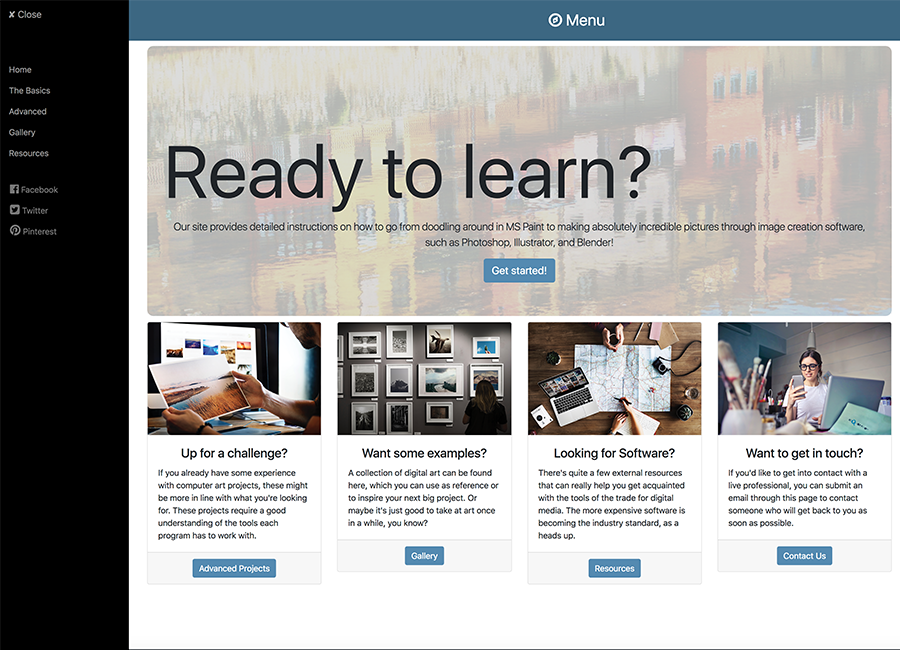 ✘ Close
Home
The Basics
Advanced
Gallery
Resources
Facebook
Twitter
Pinterest
Menu
Ready to learn?
Our site provides detailed instructions on how to go from doodling around in MS Paint to making absolutely incredible pictures through image creation software,
such as Photoshop, Illustrator, and Blender!
Get started!
Up for a challenge?
If you already have some experience
with computer art projects, these might
be more in line with what you're looking
for. These projects require a good
understanding of the tools each
program has to work with.
Advanced Projects
Want some examples?
A collection of digital art can be found
here, which you can use as reference or
to inspire your next big project. Or
maybe it's just good to take at art once
in a while, you know?
Gallery
Looking for Software?
There's quite a few external resources
that can really help you get acquainted
with the tools of the trade for digital
media. The more expensive software is
becoming the industry standard, as a
heads up.
Resources
Want to get in touch?
If you'd like to get into contact with a
live professional, you can submit an
email through this page to contact
someone who will get back to you as
soon as possible.
Contact Us